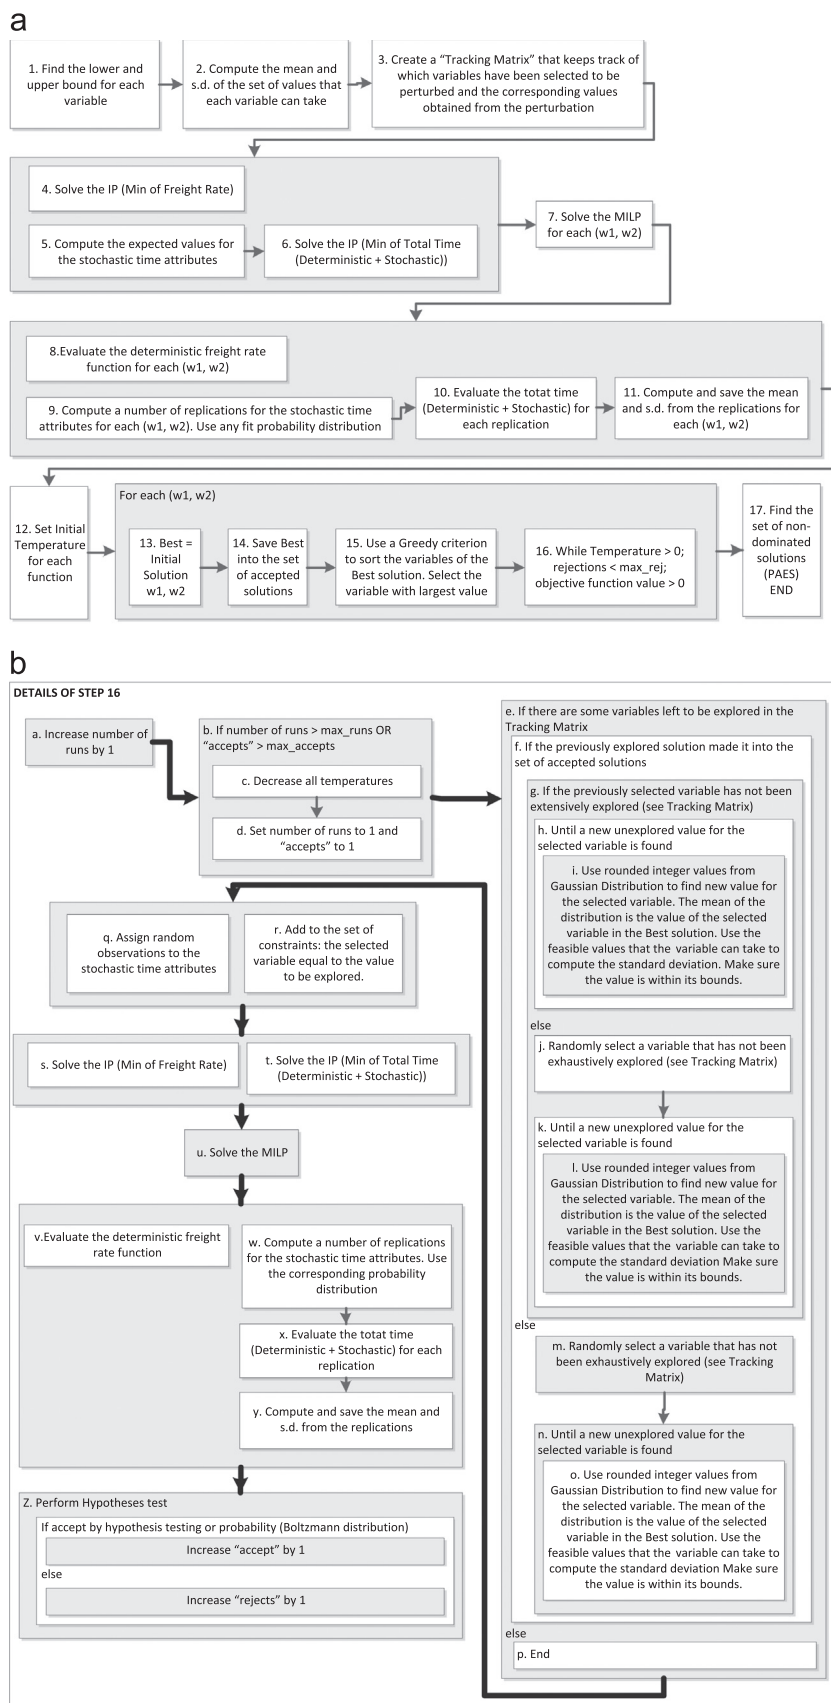 a
1. Find the lower and
upper bound for each
variable
2. Compute the mean and
s.d. of the set of values that
each variable can take
3. Create a “Tracking Matrix” that keeps track of
which variables have been selected to be
perturbed and the corresponding values
obtained from the perturbation
4. Solve the IP (Min of Freight Rate)
5. Compute the expected values for
the stochastic time attributes
6. Solve the IP (Min of Total Time
(Deterministic + Stochastic))
7. Solve the MILP
for each (w1, w2)
8.Evaluate the deterministic freight rate
function for each (w1, w2)
9. Compute a number of replications for the stochastic time
attributes for each (w1, w2). Use any fit probability distribution
10. Evaluate the totat time
(Deterministic + Stochastic) for
each replication
11. Compute and save the mean
and s.d. from the replications for
each (w1, w2)
12. Set Initial
Temperature
for each
function
For each (w1, w2)
13. Best =
Initial
Solution
w1, w2
14. Save Best
into the set
of accepted
solutions
15. Use a Greedy criterion
to sort the variables of the
Best solution. Select the
variable with largest value
16. While Temperature > 0;
rejections < max_rej;
objective function value > 0
17. Find the
set of non-
dominated
solutions
(PAES)
END
b
DETAILS OF STEP 16
a. Increase number of
runs by 1
b. If number of runs > max_runs OR
“accepts” > max_accepts
c. Decrease all temperatures
d. Set number of runs to 1 and
“accepts” to 1
e. If there are some variables left to be explored in the
Tracking Matrix
f. If the previously explored solution made it into the
set of accepted solutions
g. If the previously selected variable has not been
extensively explored (see Tracking Matrix)
h. Until a new unexplored value for the
selected variable is found
i. Use rounded integer values from
Gaussian Distribution to find new value for
the selected variable. The mean of the
distribution is the value of the selected
variable in the Best solution. Use the
feasible values that the variable can take to
compute the standard deviation. Make sure
the value is within its bounds.
else
j. Randomly select a variable that has not been
exhaustively explored (see Tracking Matrix)
k. Until a new unexplored value for the
selected variable is found
l. Use rounded integer values from
Gaussian Distribution to find new value for
the selected variable. The mean of the
distribution is the value of the selected
variable in the Best solution. Use the
feasible values that the variable can take to
compute the standard deviation Make sure
the value is within its bounds.
else
m. Randomly select a variable that has not
been exhaustively explored (see Tracking
Matrix)
n. Until a new unexplored value for the
selected variable is found
o. Use rounded integer values from
Gaussian Distribution to find new value for
the selected variable. The mean of the
distribution is the value of the selected
variable in the Best solution. Use the
feasible values that the variable can take to
compute the standard deviation Make sure
the value is within its bounds.
else
p. End
q. Assign random
observations to the
stochastic time attributes
r. Add to the set of
constraints: the selected
variable equal to the value
to be explored.
s. Solve the IP (Min of Freight Rate)
t. Solve the IP (Min of Total Time
(Deterministic + Stochastic))
u. Solve the MILP
v.Evaluate the deterministic freight
rate function
w. Compute a number of replications
for the stochastic time attributes. Use
the corresponding probability
distribution
x. Evaluate the totat time
(Deterministic + Stochastic) for each
replication
y. Compute and save the mean and
s.d. from the replications
Z. Perform Hypotheses test
If accept by hypothesis testing or probability (Boltzmann distribution)
Increase “accept” by 1
else
Increase “rejects” by 1